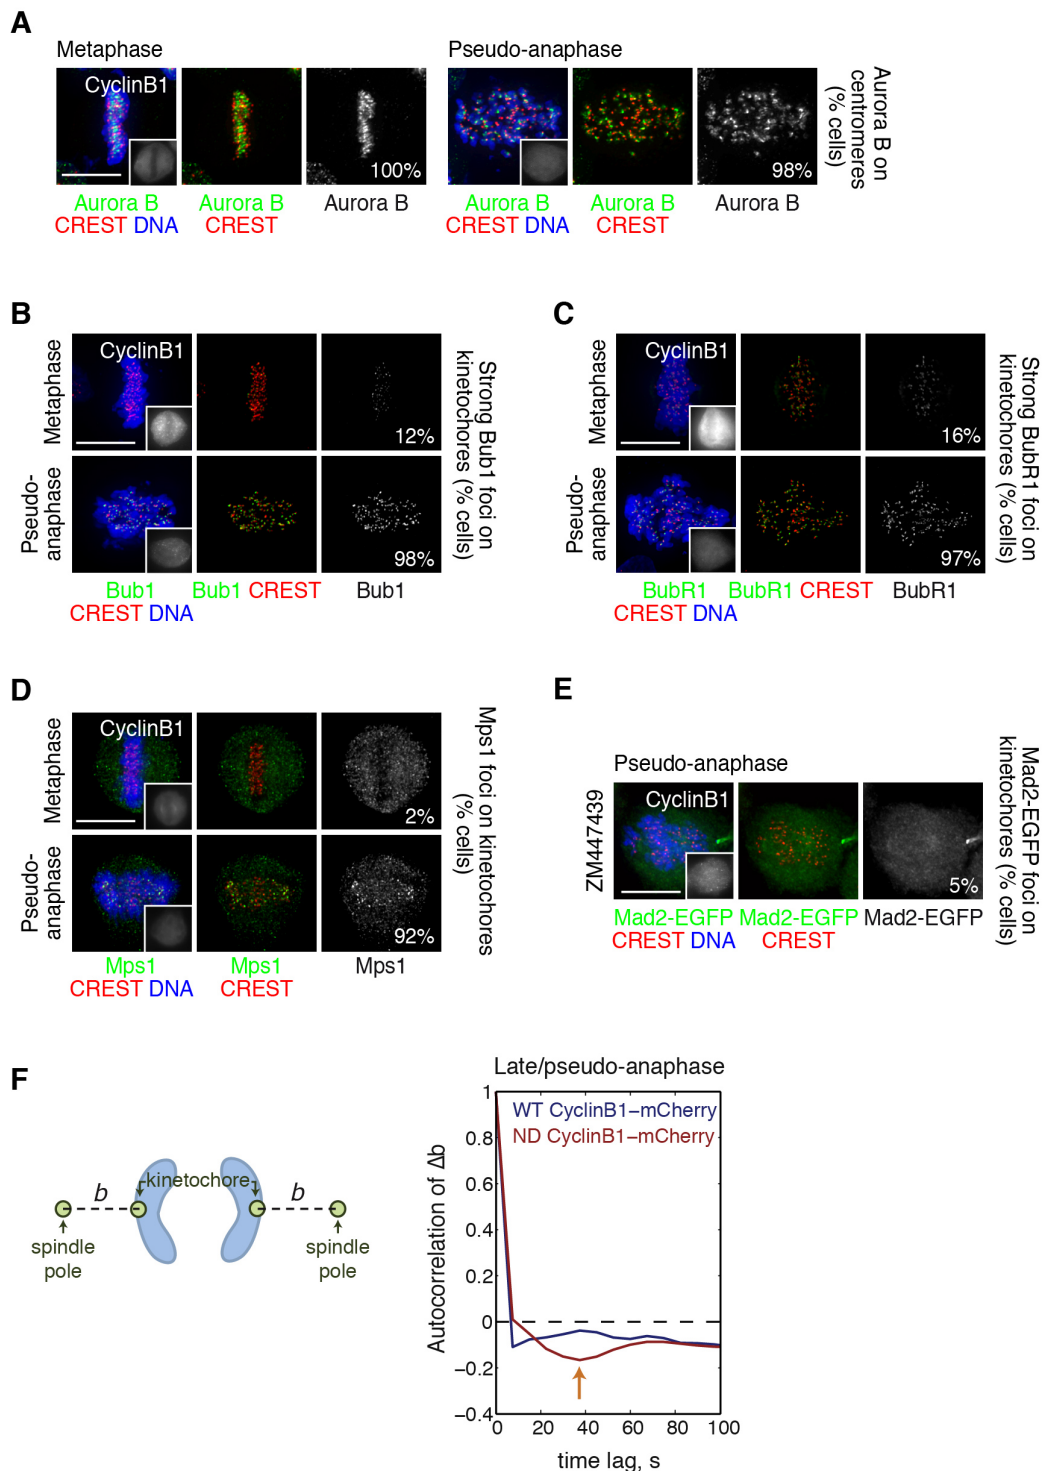 A
Metaphase
Pseudo-anaphase
CyclinB1
100%
98%
Aurora B on
centromeres
(% cells)
Aurora B
CREST DNA
Aurora B
CREST
Aurora B
Aurora B
CREST DNA
Aurora B
CREST
Aurora B
B
Metaphase
CyclinB1
12%
Pseudo-
anaphase
98%
Strong Bub1 foci on
kinetochores (% cells)
Bub1
CREST DNA
Bub1 CREST
Bub1
C
Metaphase
CyclinB1
16%
Pseudo-
anaphase
97%
Strong BubR1 foci on
kinetochores (% cells)
BubR1
CREST DNA
BubR1 CREST
BubR1
D
Metaphase
CyclinB1
2%
Pseudo-
anaphase
92%
Mps1 foci on kinetochores
(% cells)
Mps1
CREST DNA
Mps1
CREST
Mps1
E
Pseudo-anaphase
ZM447439
CyclinB1
5%
Mad2-EGFP foci on
kinetochores (% cells)
Mad2-EGFP
CREST DNA
Mad2-EGFP
CREST
Mad2-EGFP
F
kinetochore
b
b
spindle
pole
spindle
pole
Late/pseudo-anaphase
WT CyclinB1–mCherry
ND CyclinB1–mCherry
Autocorrelation of Δb
1
0.8
0.6
0.4
0.2
0
−0.2
−0.4
0 20 40 60 80 100
time lag, s